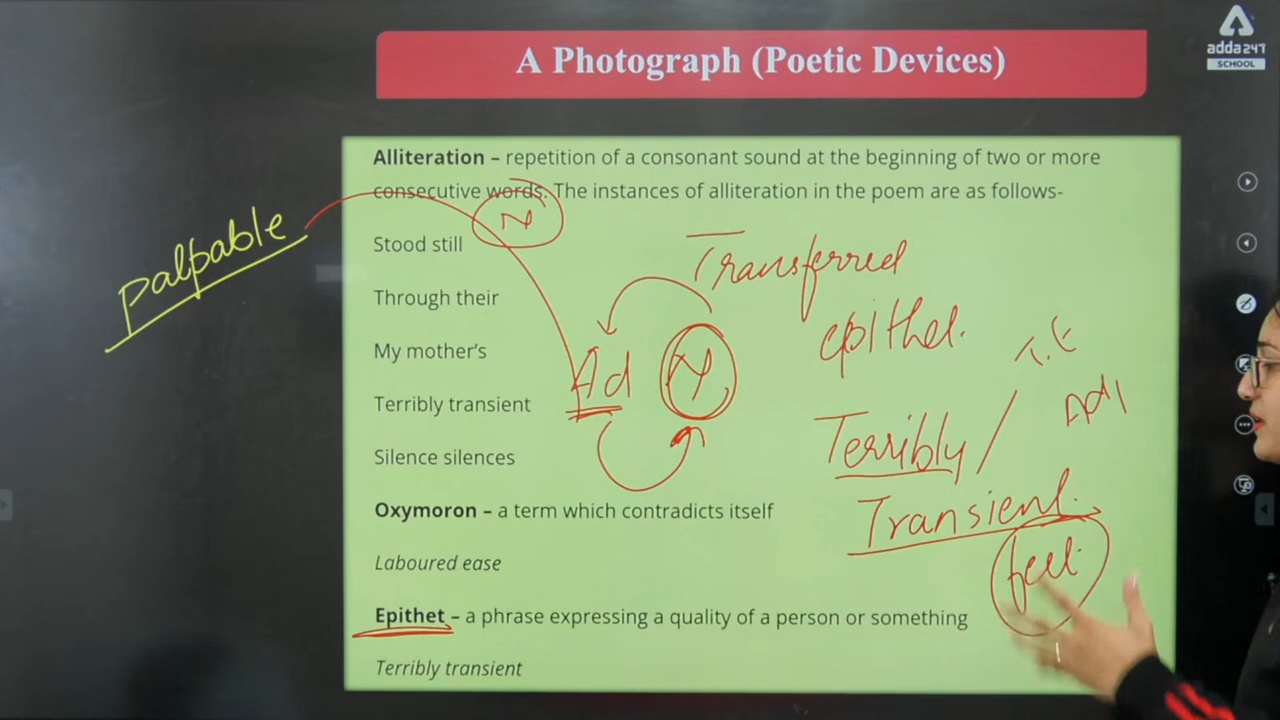 A Photograph (Poetic Devices)
adda247
SCHOOL
Alliteration – repetition of a consonant sound at the beginning of two or more
consecutive words. The instances of alliteration in the poem are as follows-
N
palpable
Stood still
Transferred
epithet.
Through their
My mother's
T.E
Ad N
Adj
Terribly transient
Terribly /
Silence silences
Transient.
Oxymoron – a term which contradicts itself
Laboured ease
feet.
Epithet – a phrase expressing a quality of a person or something
Terribly transient